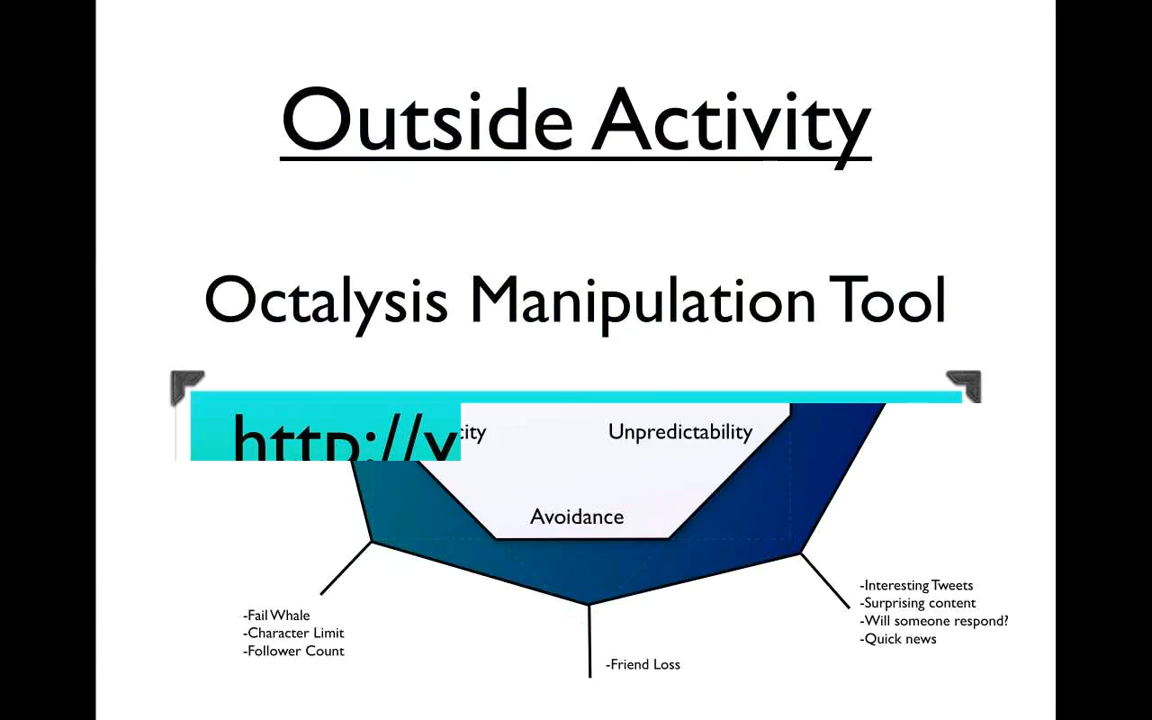 Outside Activity
Octalysis Manipulation Tool
Unpredictability
Avoidance
-Interesting Tweets
-Surprising content
-Will someone respond?
-Quick news
-Fail Whale
-Character Limit
-Follower Count
-Friend Loss